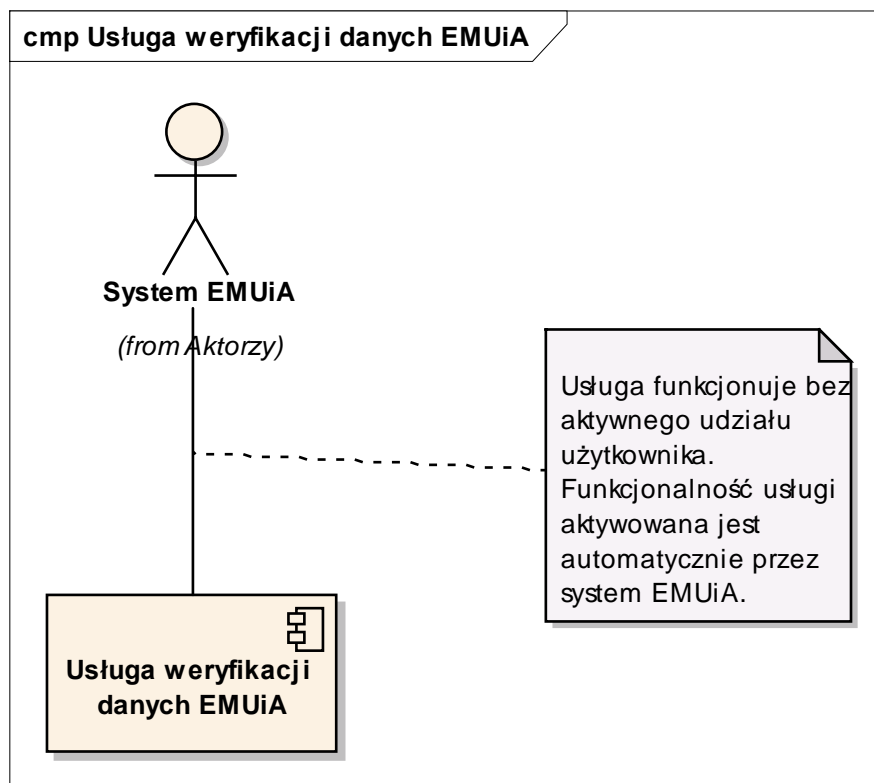 cmp Usługa weryfikacji danych EMUiA
System EMUiA
(from Aktorzy)
Usługa funkcjonuje bez
aktywnego udziału
użytkownika.
Funkcjonalność usługi
aktywowana jest
automatycznie przez
system EMUiA.
Usługa weryfikacji
danych EMUiA